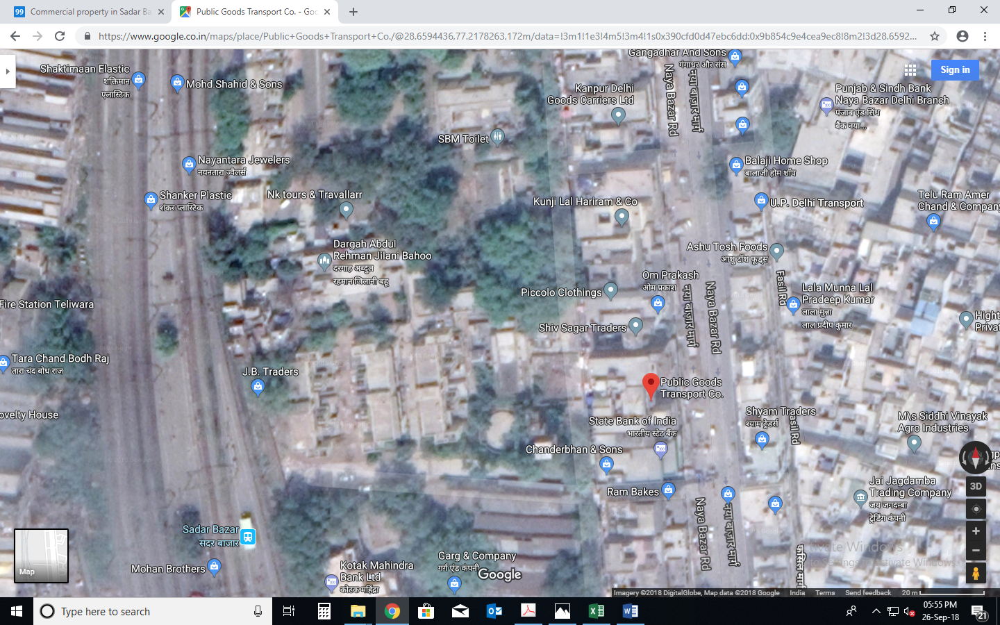 Commercial property in Sadar Ba
Public Goods Transport Co. - Goo
https://www.google.co.in/maps/place/Public+Goods+Transport+Co./@28.6594436,77.2178263,172m/data=!3m1!1e3!4m5!3m4!1s0x390cfd0d47ebc6dd:0x9b854c9e4cea9ec8!8m2!3d28.6592...
Sign in
Gangadhar And Sons
गंगाधर और संस
Shaktimaan Elastic
शक्तिमान
एलास्टिक
Mohd.Shahid & Sons
Kanpur Delhi
Goods Carriers Ltd
Naya Bazar Rd
नया बाज़ार मार्ग
Punjab & Sindh Bank
Naya Bazar Delhi Branch
पंजाब एंड सिंध
बैंक नया...
SBM Toilet
Nayantara Jewelers
नयनतारा ज्वैलर्स
Balaji Home Shop
बालाजी होम शॉप
Shanker Plastic
शंकर प्लास्टिक
Nk tours & Travallarr
Kunji Lal Hariram & Co
U.P. Delhi Transport
Telu Ram Amer
Chand & Company
Dargah Abdul
Rehman Jilani Bahoo
दरगाह अब्दुल
रहमान जिलानी बहू
Ashu Tosh Foods
आशु टॉश फूड्स
Om Prakash
ओम प्रकाश
Piccolo Clothings
Naya Bazar Rd
नया बाज़ार मार्ग
Fasil Rd
Lala Munna Lal
Pradeep Kumar
लाला मुन्ना
लाल प्रदीप कुमार
Fire Station Teliwara
Shiv Sagar Traders
Hight
Privat
Tara Chand Bodh Raj
तारा चंद बोध राज
J.B. Traders
Public Goods
Transport Co.
ovelty House
State Bank of India
भारतीय स्टेट बैंक
Shyam Traders
श्याम ट्रेडर्स
Fasil Rd
M\s Siddhi Vinayak
Agro Industries
Chanderbhan & Sons
Ram Bakes
Jai Jagdamba
Trading Company
जय जगदम्बा
ट्रेडिंग कंपनी
3D
Naya Bazar Rd
नया बाज़ार मार्ग
फासिल मार्ग
Sadar Bazar
सदर बाजार
Mohan Brothers
Kotak Mahindra
Bank Ltd
कोटक महिंद्रा
Garg & Company
गर्ग एंड कंपनी
Google
Map
Activate Windows
Imagery ©2018 DigitalGlobe, Map data ©2018 Google India Terms Send feedback 20 m
Type here to search
05:55 PM
26-Sep-18
21